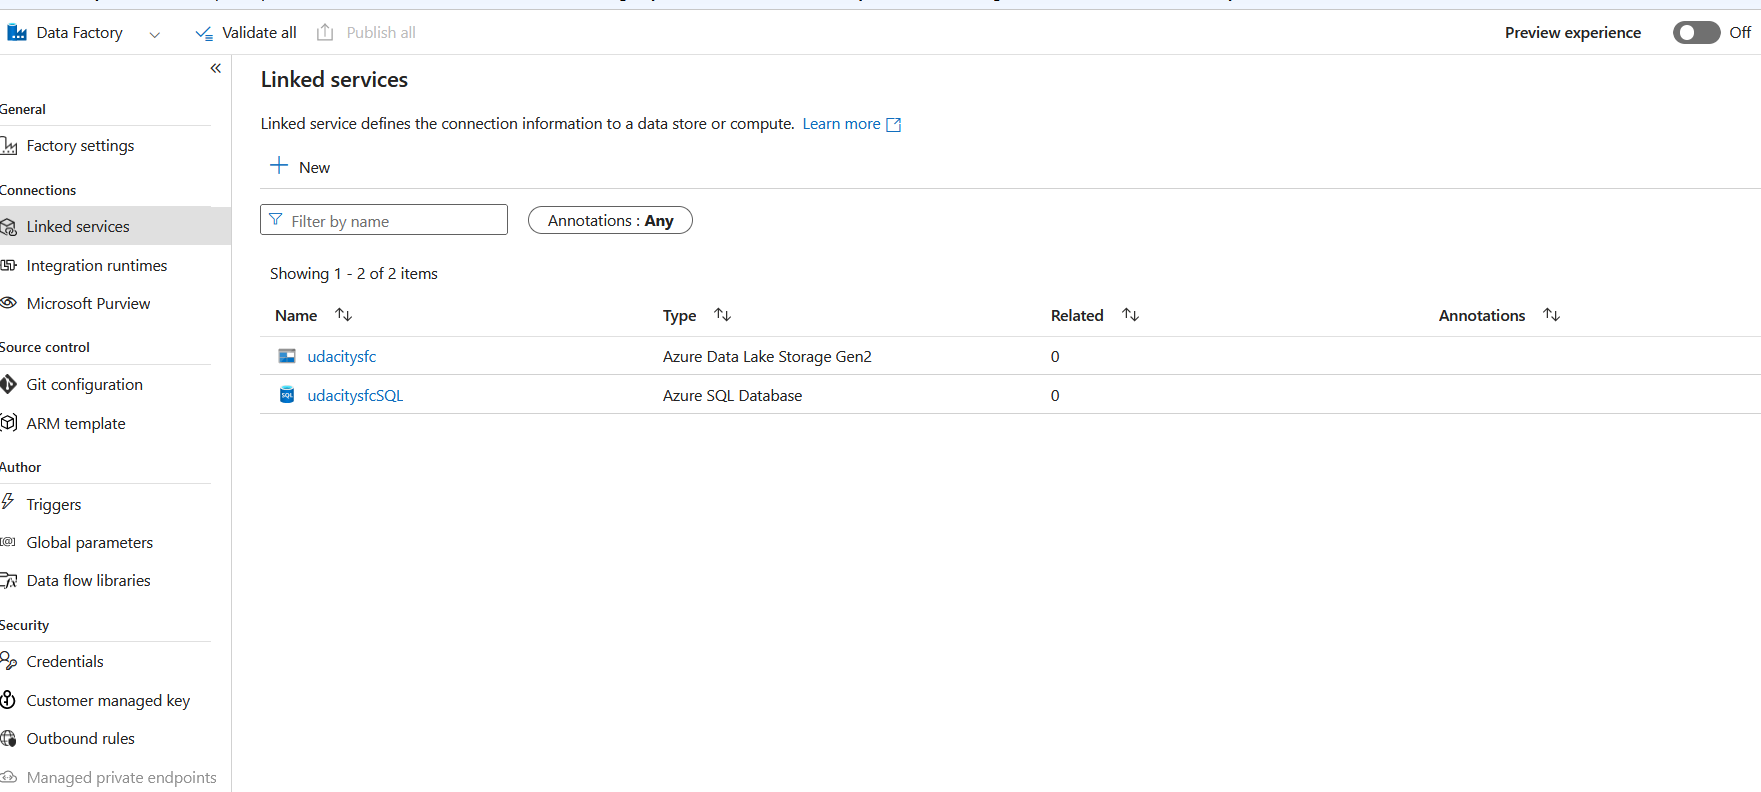 Data Factory
Validate all
Publish all
Preview experience
Off
General
Factory settings
Connections
Linked services
Integration runtimes
Microsoft Purview
Source control
Git configuration
ARM template
Author
Triggers
Global parameters
Data flow libraries
Security
Credentials
Customer managed key
Outbound rules
Managed private endpoints
Linked services
Linked service defines the connection information to a data store or compute. Learn more
New
Filter by name
Annotations : Any
Showing 1 - 2 of 2 items
Name Type Related Annotations
udacitysfc Azure Data Lake Storage Gen2 0
SQL udacitysfcSQL Azure SQL Database 0